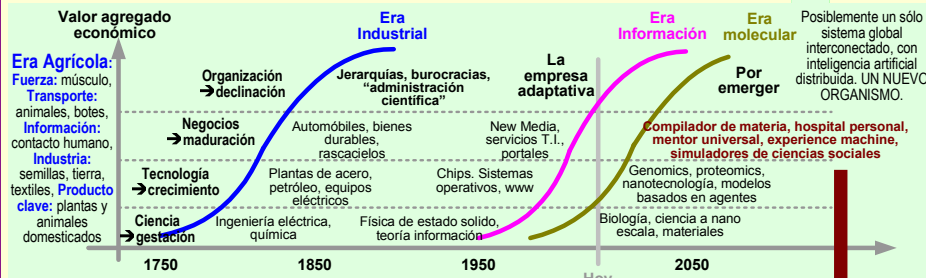 Valor agregado
económico
Era Agrícola:
Fuerza: músculo,
Transporte:
animales, botes,
Información:
contacto humano,
Industria:
semillas, tierra,
textiles, Producto
clave: plantas y
animales
domesticados
Era
Industrial
Era
Información
Era
molecular
Posiblemente un sólo
sistema global
interconectado, con
inteligencia artificial
distribuida. UN NUEVO
ORGANISMO.
Organización
→declinación
Jerarquías, burocracias,
“administración
científica”
La
empresa
adaptativa
Por
emerger
Negocios
→maduración
Automóbiles, bienes
durables,
rascacielos
New Media,
servicios T.I.,
portales
Compilador de materia, hospital personal,
mentor universal, experience machine,
simuladores de ciencias sociales
Tecnología
→crecimiento
Plantas de acero,
petróleo, equipos
eléctricos
Chips. Sistemas
operativos, www
Genomics, proteomics,
nanotecnología, modelos
basados en agentes
Ciencia
→gestación
Ingeniería eléctrica,
química
Física de estado solido,
teoría información
Biología, ciencia a nano
escala, materiales
1750
1850
1950
2050
Hoy